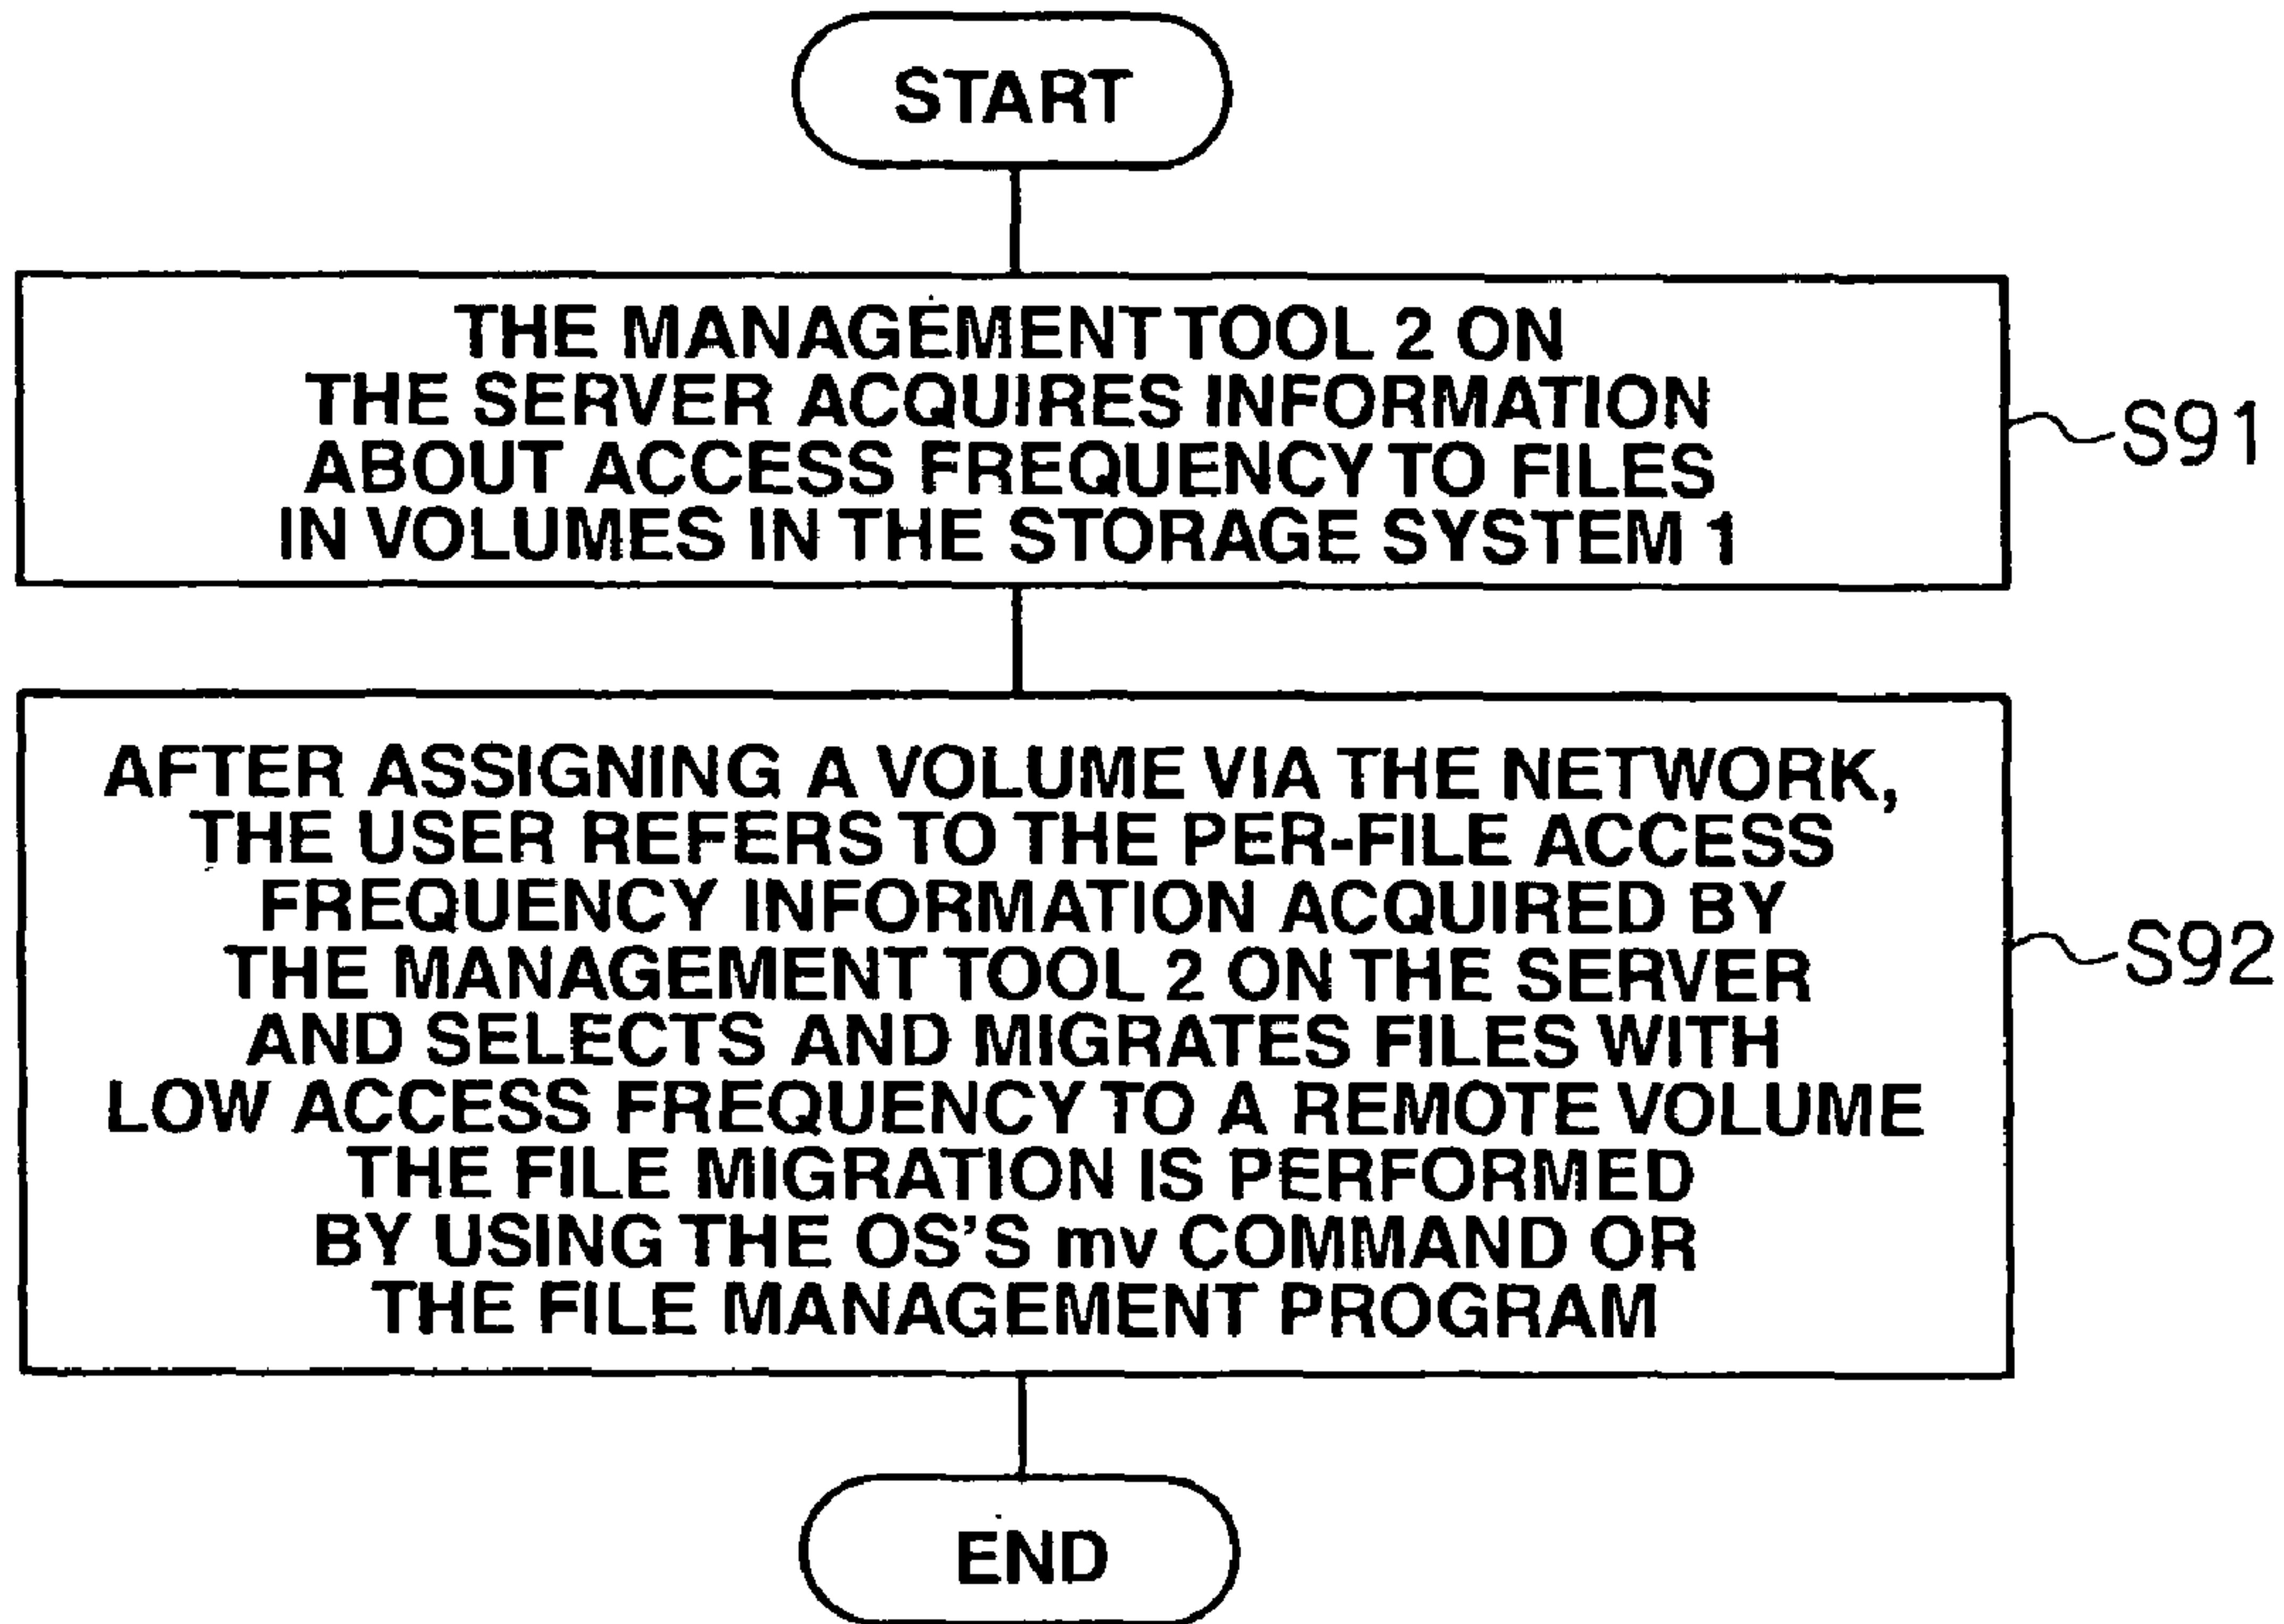 START
THE MANAGEMENT TOOL 2 ON
THE SERVER ACQUIRES INFORMATION
ABOUT ACCESS FREQUENCY TO FILES
IN VOLUMES IN THE STORAGE SYSTEM 1
S91
AFTER ASSIGNING A VOLUME VIA THE NETWORK,
THE USER REFERS TO THE PER-FILE ACCESS
FREQUENCY INFORMATION ACQUIRED BY
THE MANAGEMENT TOOL 2 ON THE SERVER
AND SELECTS AND MIGRATES FILES WITH
LOW ACCESS FREQUENCY TO A REMOTE VOLUME
THE FILE MIGRATION IS PERFORMED
BY USING THE OS'S mv COMMAND OR
THE FILE MANAGEMENT PROGRAM
S92
END